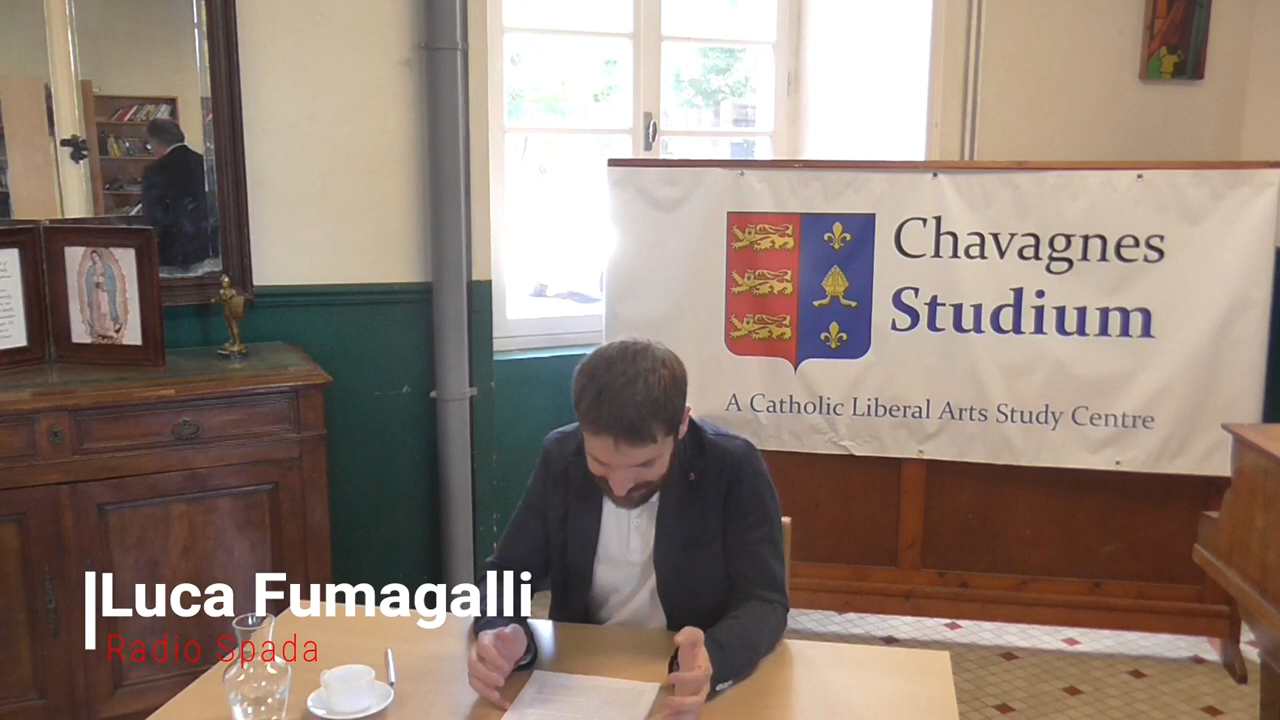 Chavagnes
Studium
A Catholic Liberal Arts Study Centre
Luca Fumagalli
Radio Spada